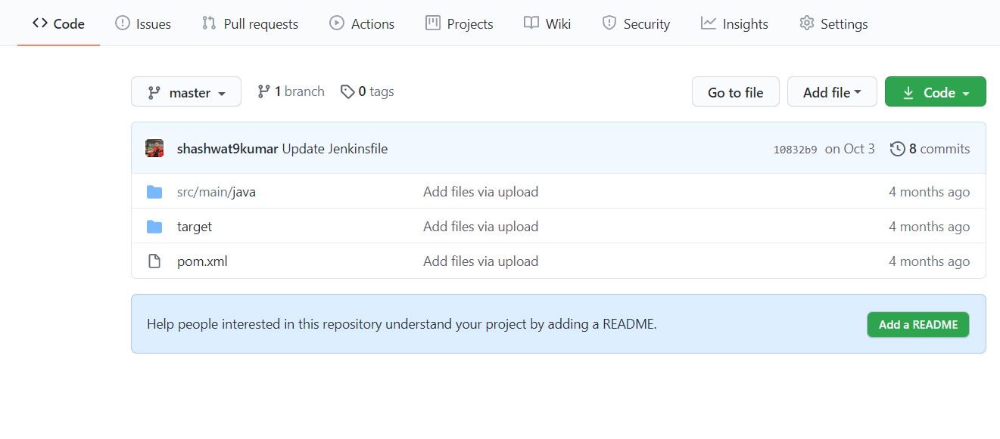 Code Issues Pull requests Actions Projects Wiki Security Insights Settings
master 1 branch 0 tags Go to file Add file Code
shashwat9kumar Update Jenkinsfile 10832b9 on Oct 3 8 commits
src/main/java Add files via upload 4 months ago
target Add files via upload 4 months ago
pom.xml Add files via upload 4 months ago
Help people interested in this repository understand your project by adding a README. Add a README